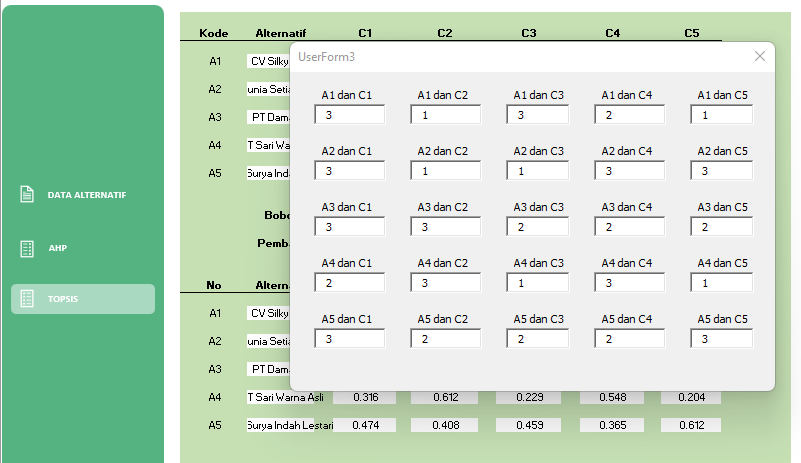 Kode Alternatif C1 C2 C3 C4 C5
UserForm3
A1 CV Silky
A2 unia Setia
A3 PT Dam
A4 T Sari Wa
A5 Surya Ind
A1 dan C1 A1 dan C2 A1 dan C3 A1 dan C4 A1 dan C5
3 1 3 2 1
A2 dan C1 A2 dan C2 A2 dan C3 A2 dan C4 A2 dan C5
3 1 1 3 3
A3 dan C1 A3 dan C2 A3 dan C3 A3 dan C4 A3 dan C5
3 3 2 2 2
A4 dan C1 A4 dan C2 A4 dan C3 A4 dan C4 A4 dan C5
2 3 1 3 1
A5 dan C1 A5 dan C2 A5 dan C3 A5 dan C4 A5 dan C5
3 2 2 2 3
DATA ALTERNATIF
AHP
TOPSIS
Bobo
Pemba
No Alterna
A1 CV Silky
A2 unia Setia
A3 PT Dam
A4 T Sari Warna Asli 0.316 0.612 0.229 0.548 0.204
A5 Surya Indah Lestari 0.474 0.408 0.459 0.365 0.612